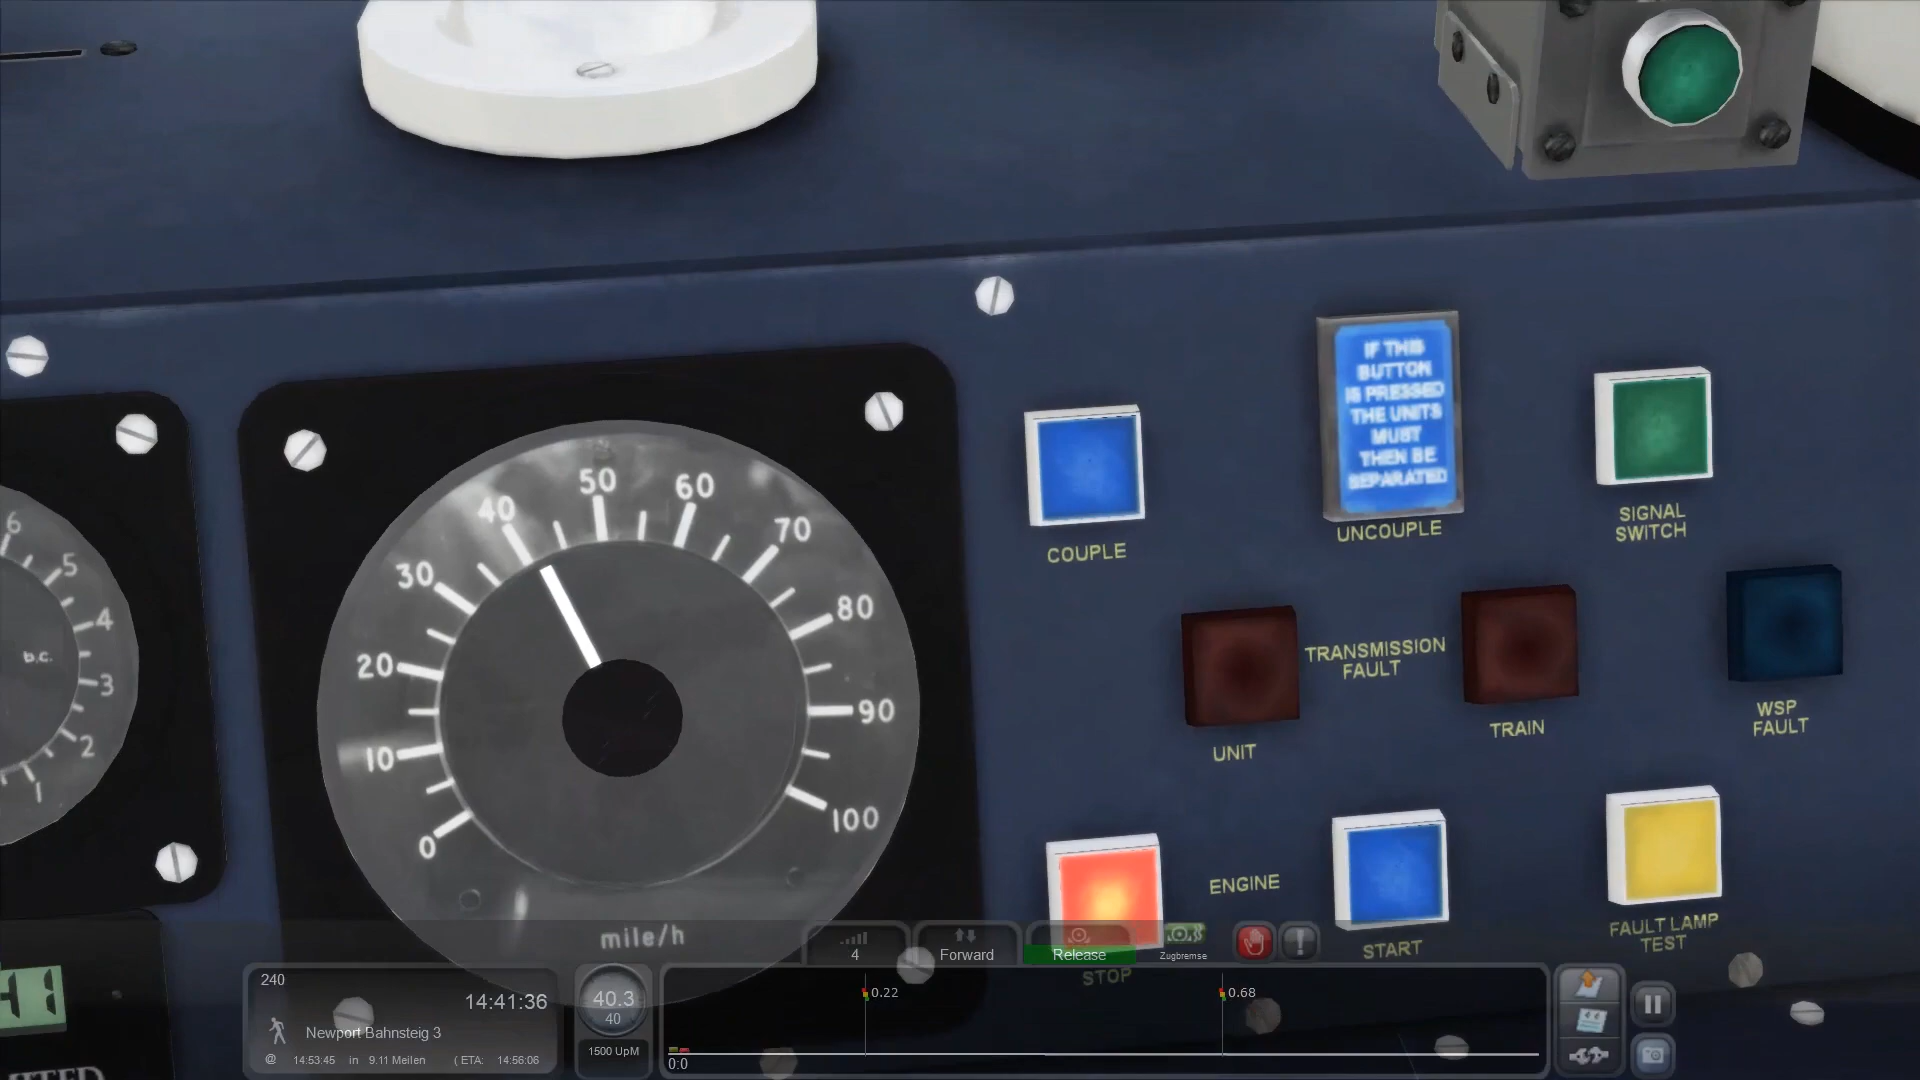 IF THIS
BUTTON
IS PRESSED
THE UNITS
MUST
THEN BE
SEPARATED
UNCOUPLE
COUPLE
SIGNAL
SWITCH
TRANSMISSION
FAULT
UNIT
TRAIN
WSP
FAULT
ENGINE
STOP
START
FAULT LAMP
TEST
6
5
4
b.c.
3
2
1
0
10
20
30
40
50
60
70
80
90
100
mile/h
41
4
Forward
Release
Zugbremse
240
14:41:36
Newport Bahnsteig 3
@ 14:53:45 in 9.11 Meilen ( ETA: 14:56:06
40.3
40
1500 UpM
0.22
0.68
0:0